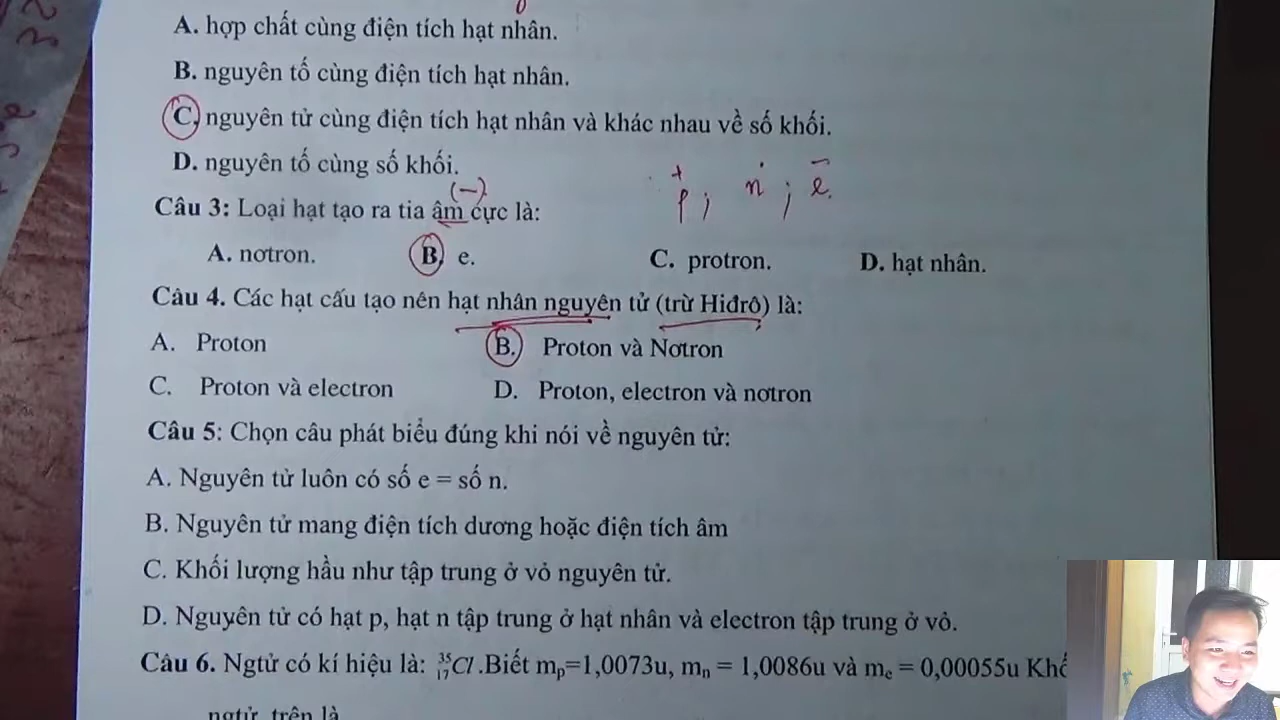 A. hợp chất cùng điện tích hạt nhân.
B. nguyên tố cùng điện tích hạt nhân.
C, nguyên tử cùng điện tích hạt nhân và khác nhau về số khối.
D. nguyên tố cùng số khối.
+ p ; n ; e̅.
(−)
Câu 3: Loại hạt tạo ra tia âm cực là:
A. nơtron. B, e. C. protron. D. hạt nhân.
Câu 4. Các hạt cấu tạo nên hạt nhân nguyên tử (trừ Hiđrô) là:
A. Proton B. Proton và Nơtron
C. Proton và electron D. Proton, electron và nơtron
Câu 5: Chọn câu phát biểu đúng khi nói về nguyên tử:
A. Nguyên tử luôn có số e = số n.
B. Nguyên tử mang điện tích dương hoặc điện tích âm
C. Khối lượng hầu như tập trung ở vỏ nguyên tử.
D. Nguyên tử có hạt p, hạt n tập trung ở hạt nhân và electron tập trung ở vỏ.
Câu 6. Ngtử có kí hiệu là: ³⁵₁₇Cl .Biết mₚ=1,0073u, mₙ = 1,0086u và mₑ = 0,00055u
ngtử trên là